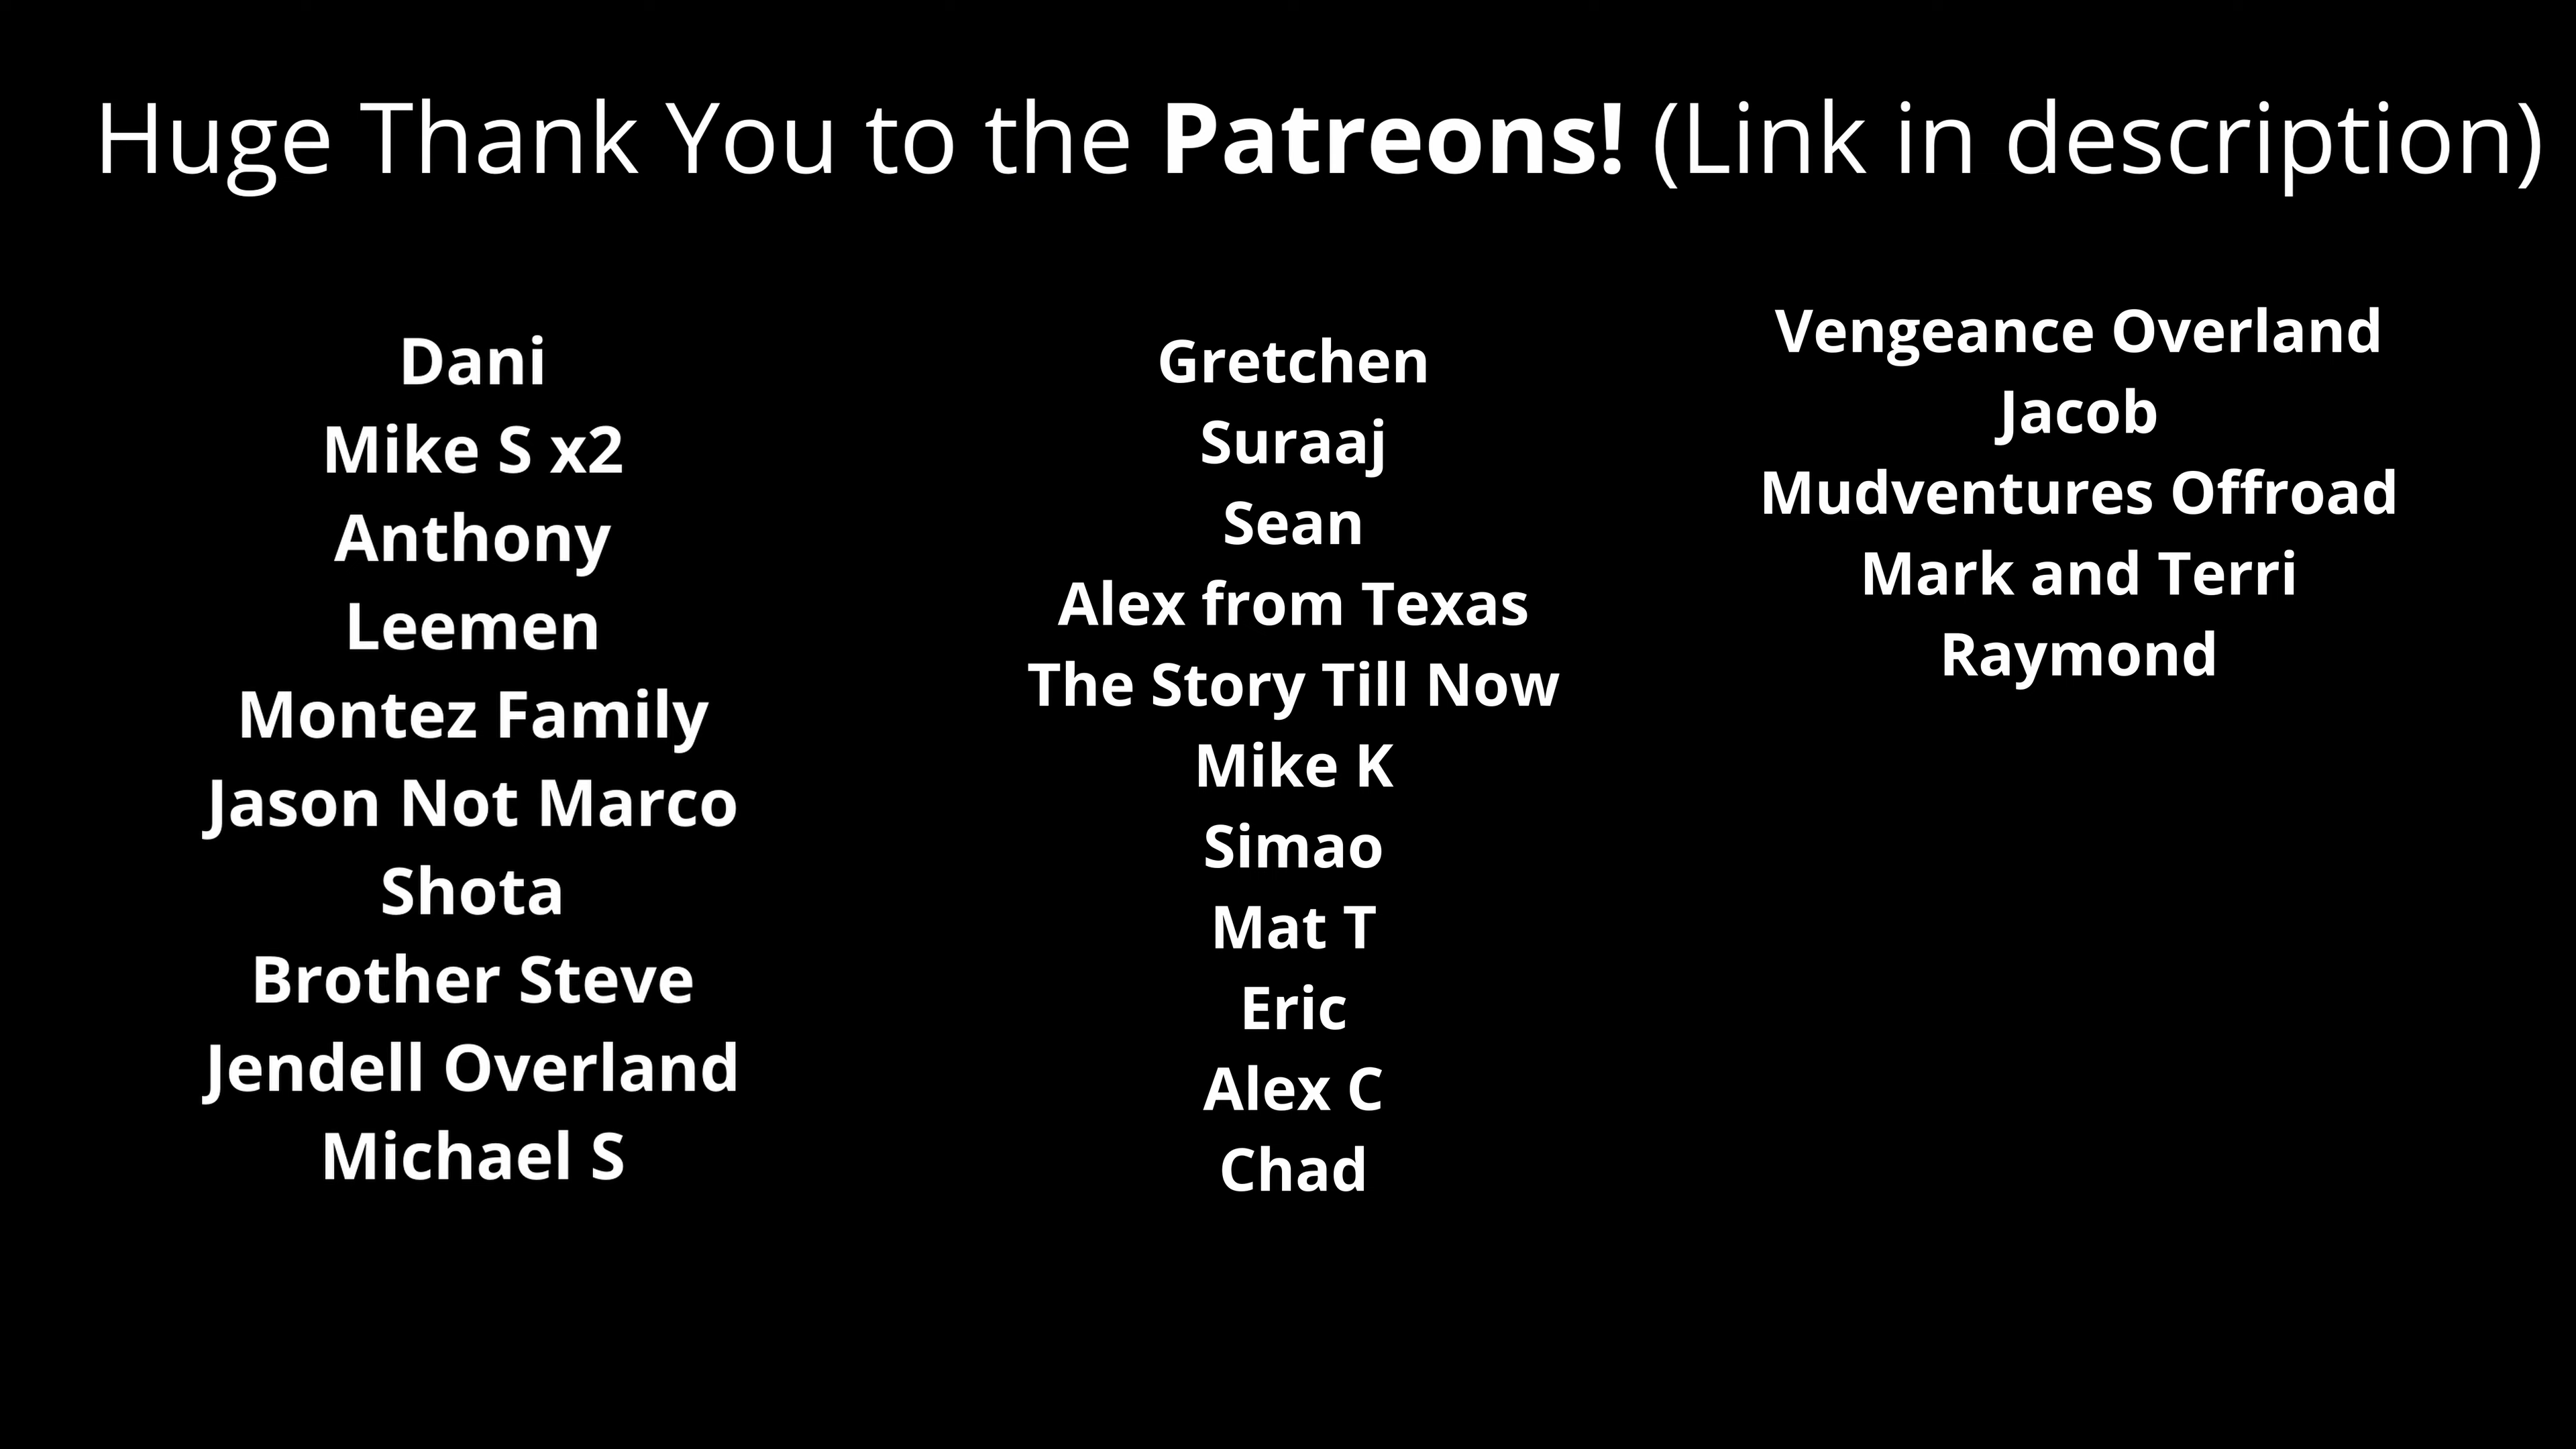 Huge Thank You to the Patreons! (Link in description)
Dani
Mike S x2
Anthony
Leemen
Montez Family
Jason Not Marco
Shota
Brother Steve
Jendell Overland
Michael S
Gretchen
Suraaj
Sean
Alex from Texas
The Story Till Now
Mike K
Simao
Mat T
Eric
Alex C
Chad
Vengeance Overland
Jacob
Mudventures Offroad
Mark and Terri
Raymond